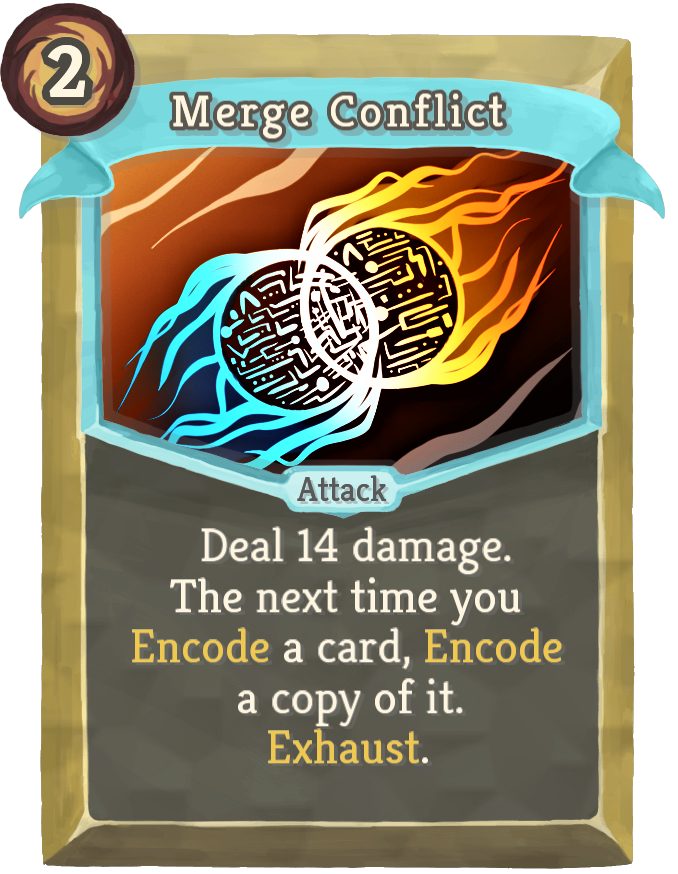 2
Merge Conflict
Attack
Deal 14 damage.
The next time you
Encode a card, Encode
a copy of it.
Exhaust.